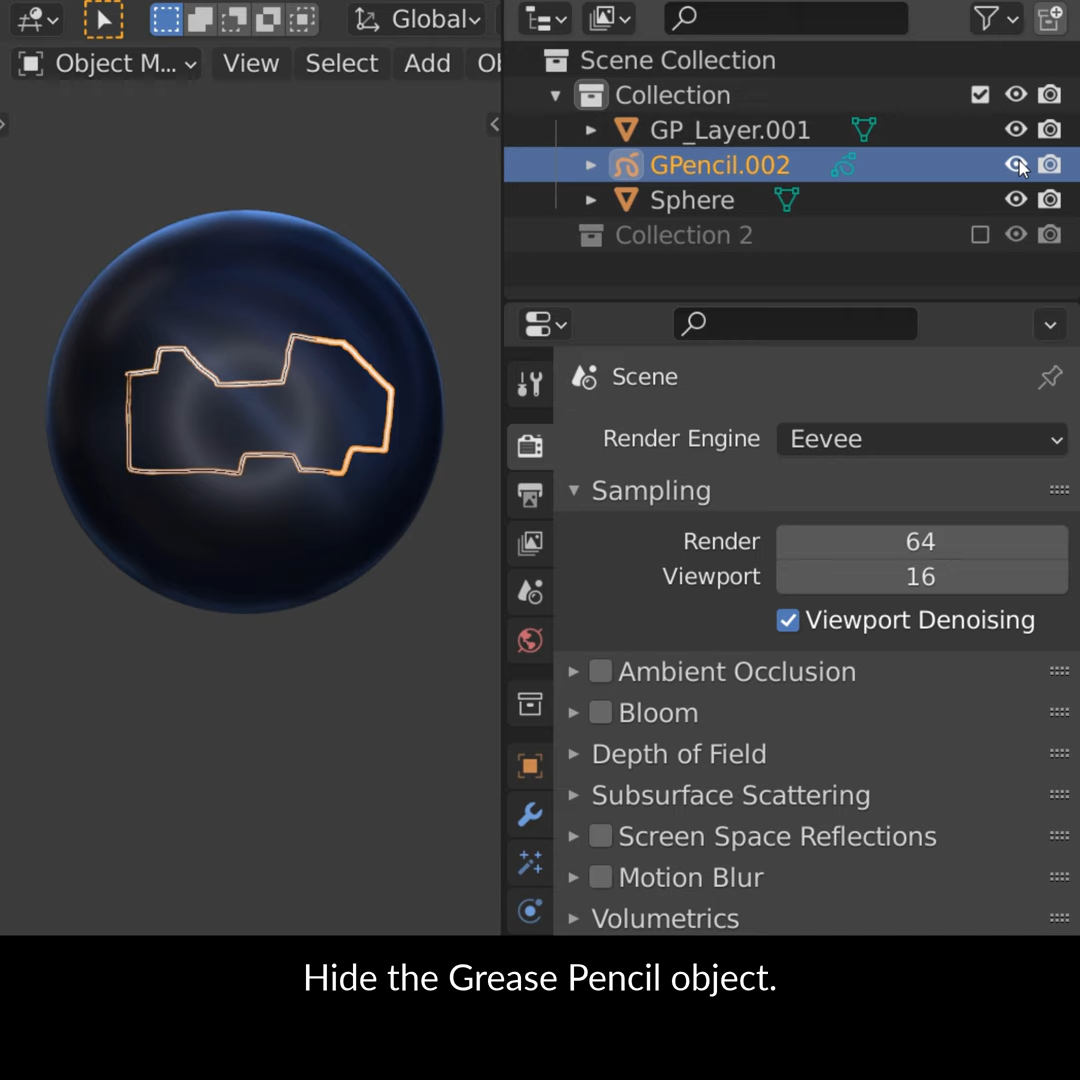 Global
Object M...
View
Select
Add
Scene Collection
Collection
GP_Layer.001
GPencil.002
Sphere
Collection 2
Scene
Render Engine
Eevee
Sampling
Render
64
Viewport
16
Viewport Denoising
Ambient Occlusion
Bloom
Depth of Field
Subsurface Scattering
Screen Space Reflections
Motion Blur
Volumetrics
Hide the Grease Pencil object.